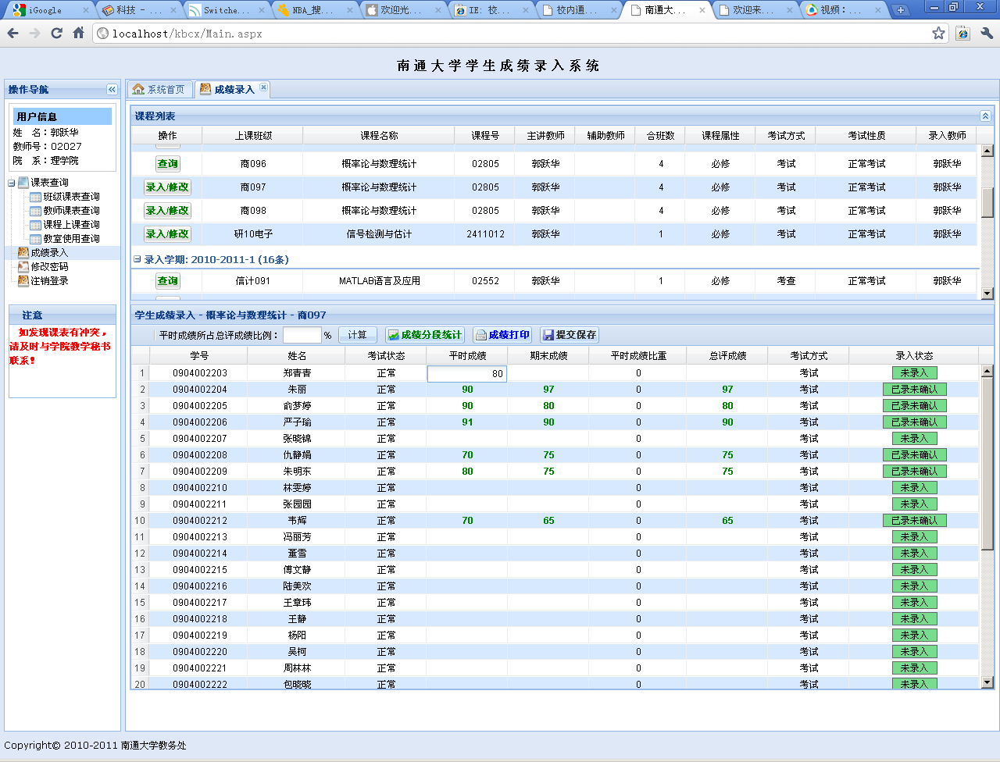 iGoogle
科技 - ...
Switche...
NBA_搜...
欢迎光...
IE: 校...
校内通...
南通大...
欢迎来...
视频：...
localhost/kbcx/Main.aspx
南通大学学生成绩录入系统
操作导航
用户信息
姓 名：郭跃华
教师号：02027
院 系：理学院
课表查询
班级课表查询
教师课表查询
课程上课查询
教室使用查询
成绩录入
修改密码
注销登录
注意
如发现课表有冲突，
请及时与学院教学秘书
联系！
系统首页
成绩录入
课程列表
操作 上课班级 课程名称 课程号 主讲教师 辅助教师 合班数 课程属性 考试方式 考试性质 录入教师
查询 商096 概率论与数理统计 02805 郭跃华 4 必修 考试 正常考试 郭跃华
录入/修改 商097 概率论与数理统计 02805 郭跃华 4 必修 考试 正常考试 郭跃华
录入/修改 商098 概率论与数理统计 02805 郭跃华 4 必修 考试 正常考试 郭跃华
录入/修改 研10电子 信号检测与估计 2411012 郭跃华 1 必修 考试 正常考试 郭跃华
录入学期: 2010-2011-1 (16条)
查询 信计091 MATLAB语言及应用 02552 郭跃华 1 必修 考查 正常考试 郭跃华
学生成绩录入 - 概率论与数理统计 - 商097
平时成绩所占总评成绩比例： % 计算 成绩分段统计 成绩打印 提交保存
学号 姓名 考试状态 平时成绩 期末成绩 平时成绩比重 总评成绩 考试方式 录入状态
1 0904002203 郑青青 正常 80 0 考试 未录入
2 0904002204 朱丽 正常 90 97 0 97 考试 已录未确认
3 0904002205 俞梦婷 正常 90 80 0 80 考试 已录未确认
4 0904002206 严子瑜 正常 91 90 0 90 考试 已录未确认
5 0904002207 张晓锦 正常 0 考试 未录入
6 0904002208 仇静娟 正常 70 75 0 75 考试 已录未确认
7 0904002209 朱明东 正常 80 75 0 75 考试 已录未确认
8 0904002210 林雯婷 正常 0 考试 未录入
9 0904002211 张园园 正常 0 考试 未录入
10 0904002212 韦辉 正常 70 65 0 65 考试 已录未确认
11 0904002213 冯丽芳 正常 0 考试 未录入
12 0904002214 董雪 正常 0 考试 未录入
13 0904002215 傅文静 正常 0 考试 未录入
14 0904002216 陆美欢 正常 0 考试 未录入
15 0904002217 王章玮 正常 0 考试 未录入
16 0904002218 王静 正常 0 考试 未录入
17 0904002219 杨阳 正常 0 考试 未录入
18 0904002220 吴柯 正常 0 考试 未录入
19 0904002221 周林林 正常 0 考试 未录入
20 0904002222 包晓晓 正常 0 考试 未录入
Copyright© 2010-2011 南通大学教务处